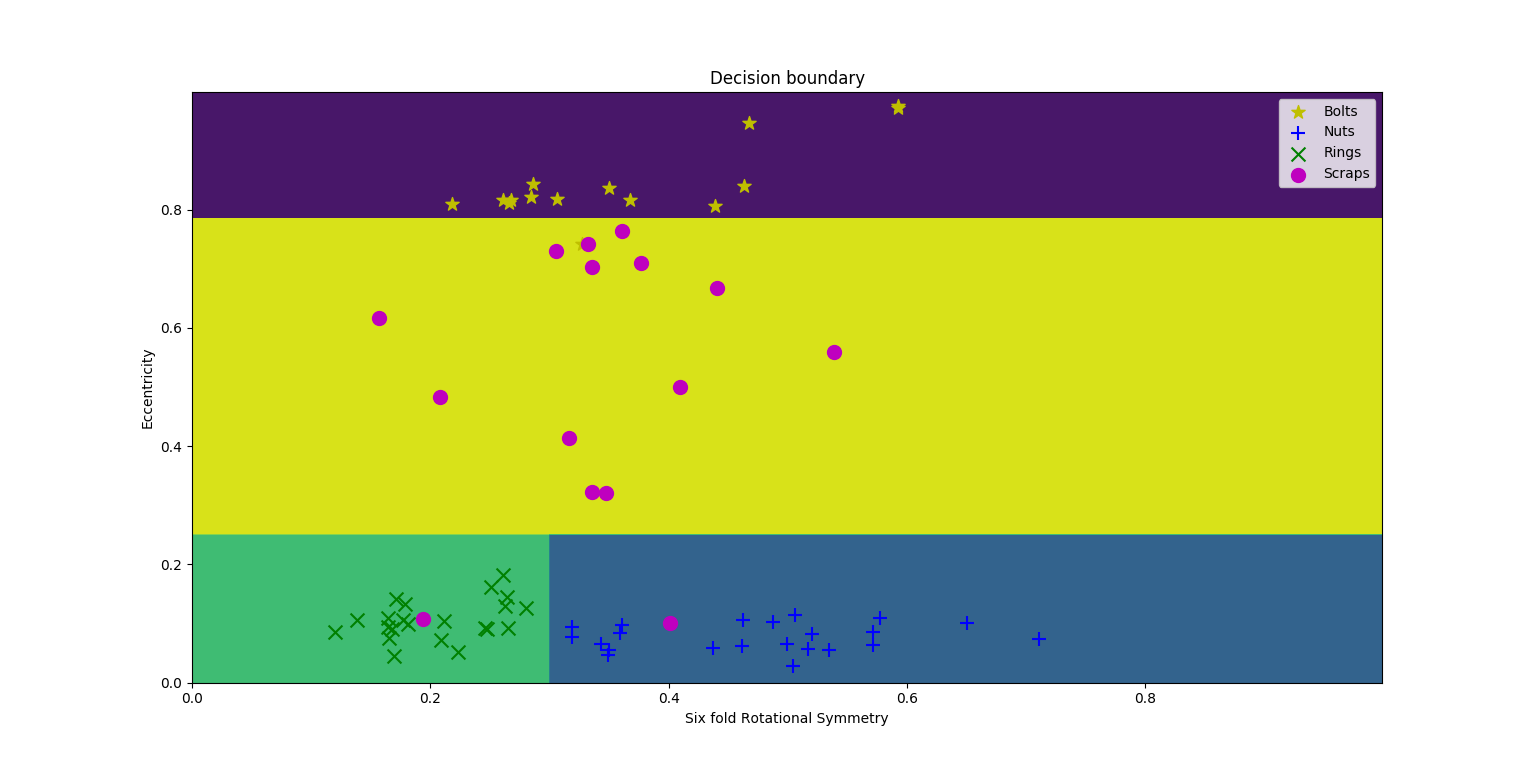 Decision boundary
Bolts
Nuts
Rings
Scraps
0.8
0.6
0.4
0.2
0.0
Eccentricity
0.0 0.2 0.4 0.6 0.8
Six fold Rotational Symmetry